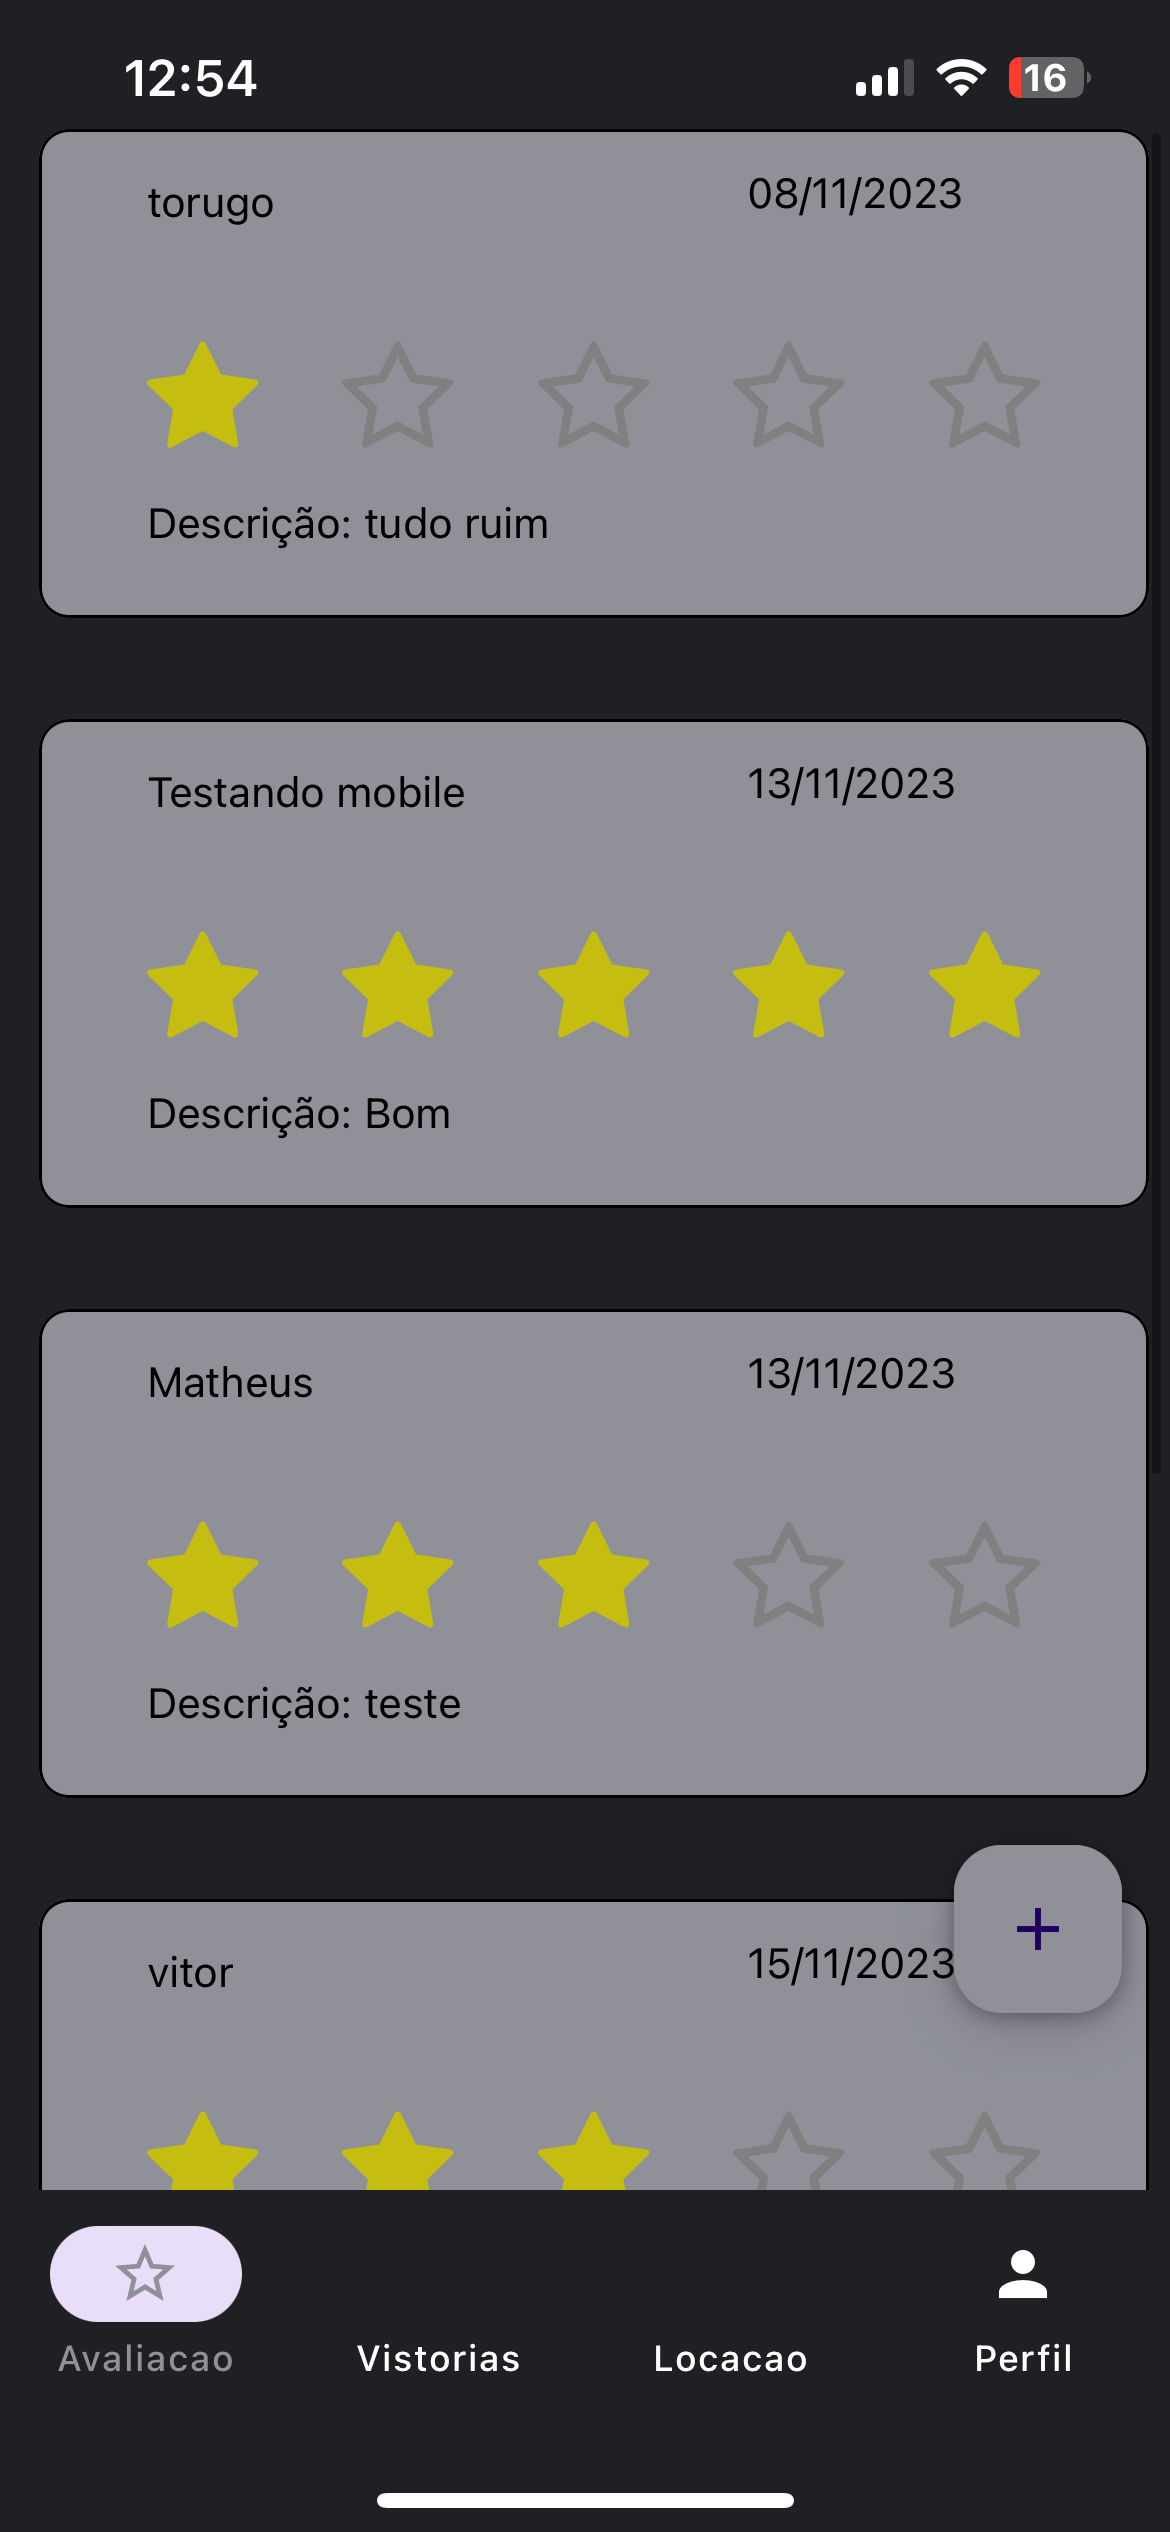 12:54
16
torugo
08/11/2023
Descrição: tudo ruim
Testando mobile
13/11/2023
Descrição: Bom
Matheus
13/11/2023
Descrição: teste
vitor
15/11/2023
Avaliacao
Vistorias
Locacao
Perfil